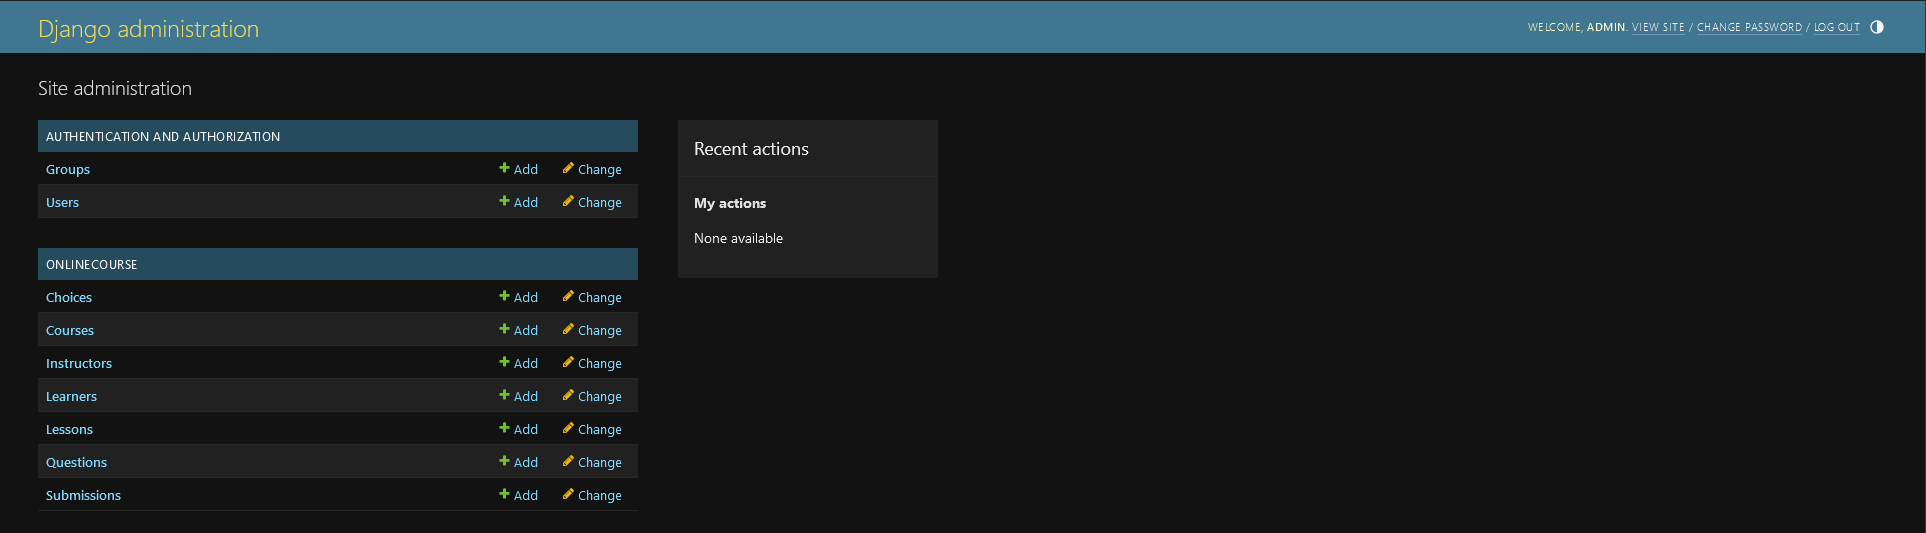 Django administration
WELCOME, ADMIN. VIEW SITE / CHANGE PASSWORD / LOG OUT
Site administration
AUTHENTICATION AND AUTHORIZATION
Groups Add Change
Users Add Change
ONLINECOURSE
Choices Add Change
Courses Add Change
Instructors Add Change
Learners Add Change
Lessons Add Change
Questions Add Change
Submissions Add Change
Recent actions
My actions
None available